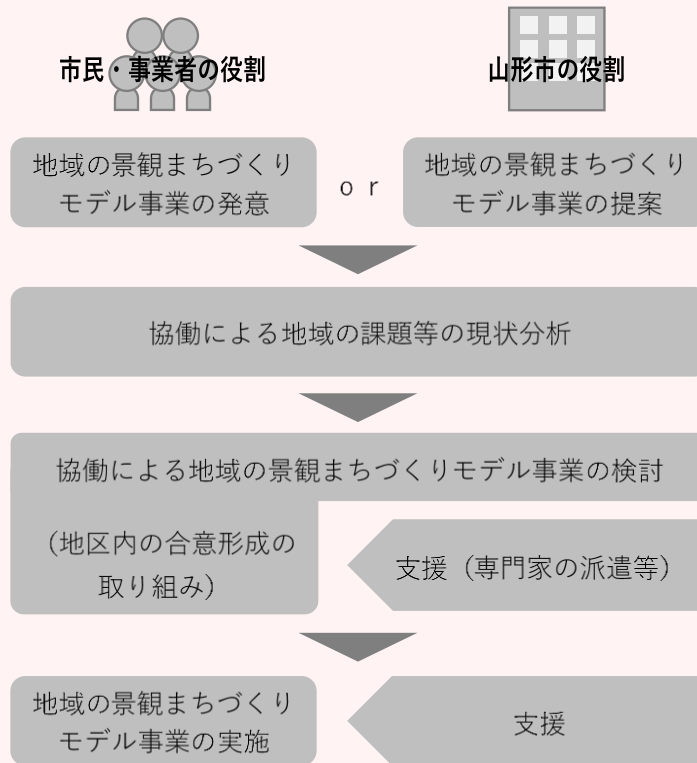 市民・事業者の役割
山形市の役割
地域の景観まちづくり
モデル事業の発意
or
地域の景観まちづくり
モデル事業の提案
協働による地域の課題等の現状分析
協働による地域の景観まちづくりモデル事業の検討
（地区内の合意形成の
取り組み）
支援（専門家の派遣等）
地域の景観まちづくり
モデル事業の実施
支援